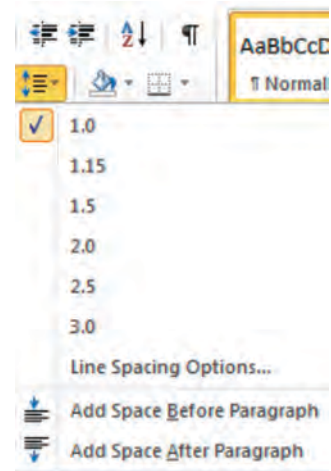 A
Z
¶
AaBbCcD
¶ Normal
1.0
1.15
1.5
2.0
2.5
3.0
Line Spacing Options...
Add Space Before Paragraph
Add Space After Paragraph